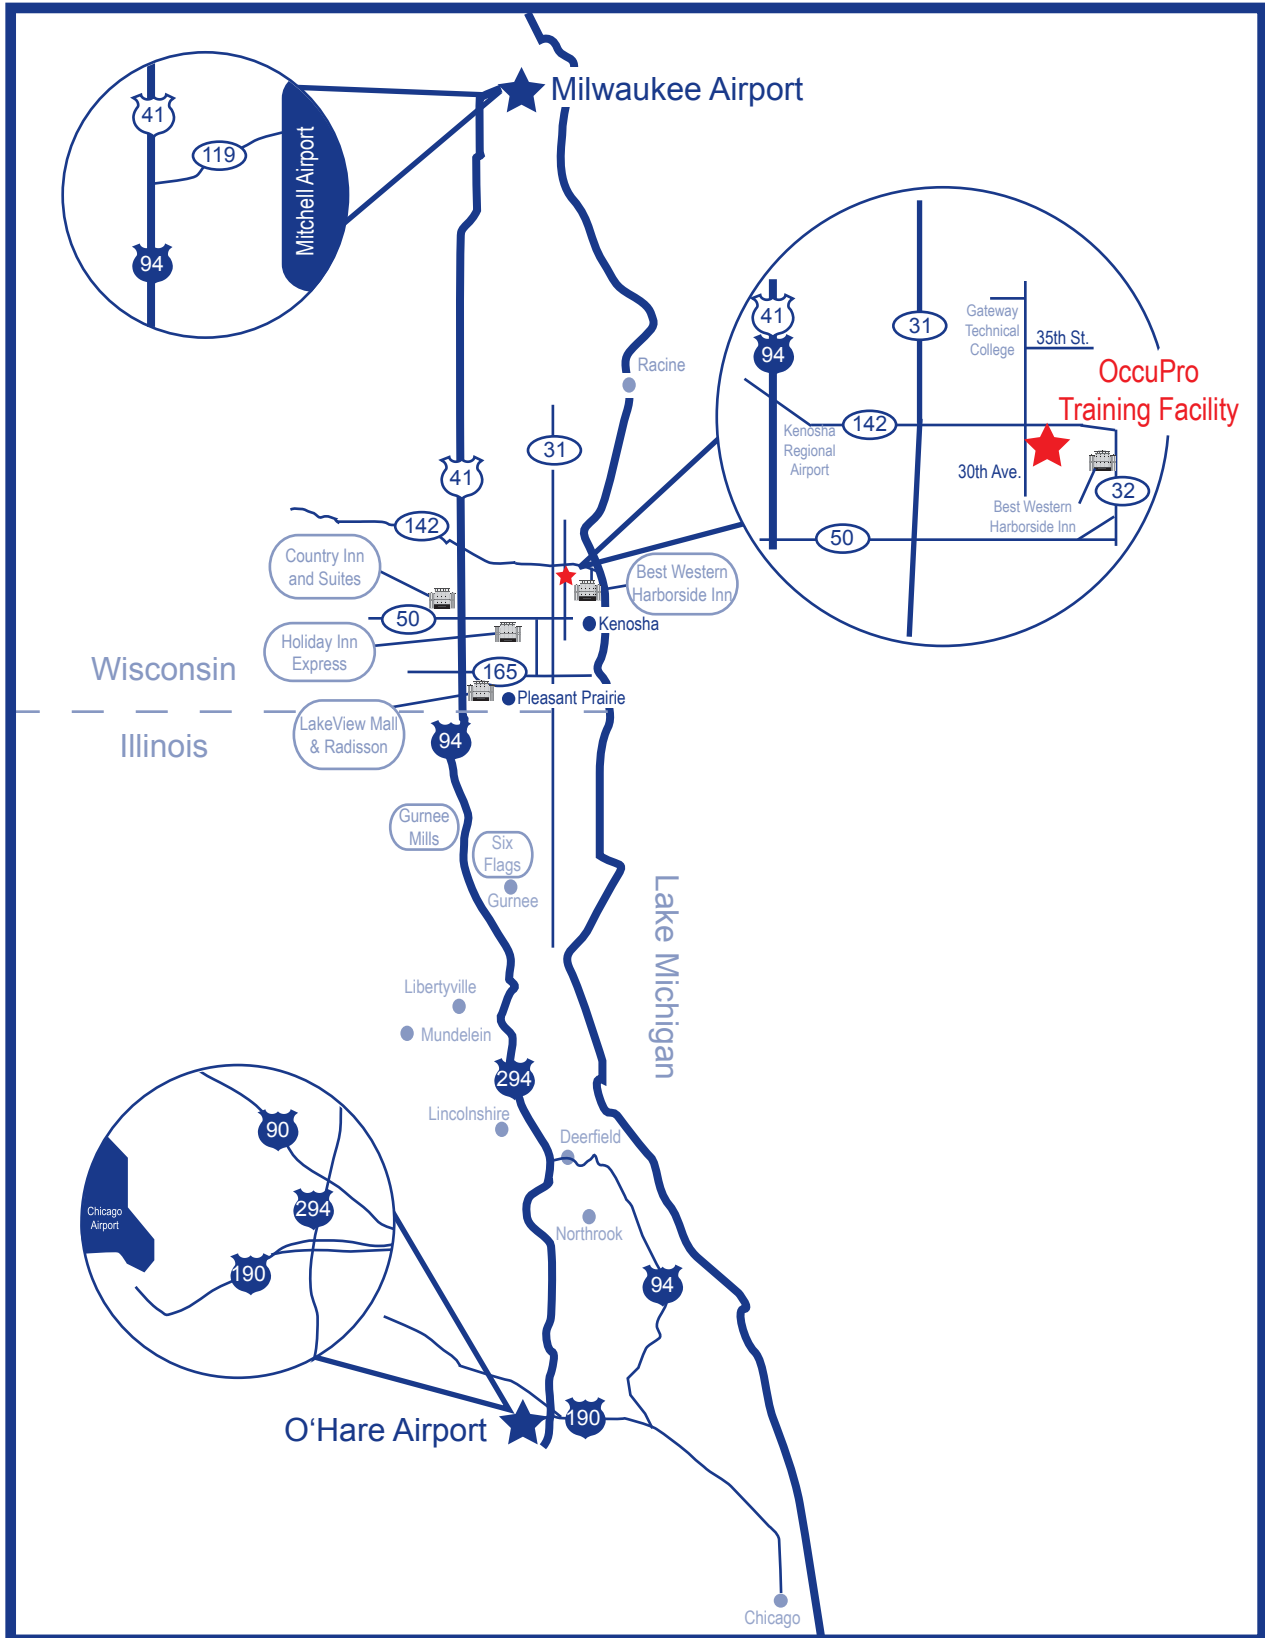 Milwaukee Airport
41
119
Mitchell Airport
94
41
94
31
Gateway
Technical
College
35th St.
OccuPro
Training Facility
142
Kenosha
Regional
Airport
30th Ave.
32
Best Western
Harborside Inn
50
Racine
31
41
142
Country Inn
and Suites
Best Western
Harborside Inn
50
Kenosha
Holiday Inn
Express
Wisconsin
165
Pleasant Prairie
LakeView Mall
& Radisson
Illinois
94
Gurnee
Mills
Six
Flags
Gurnee
Lake Michigan
Libertyville
Mundelein
294
Lincolnshire
Deerfield
90
294
Chicago
Airport
190
Northrook
94
O‘Hare Airport
190
Chicago